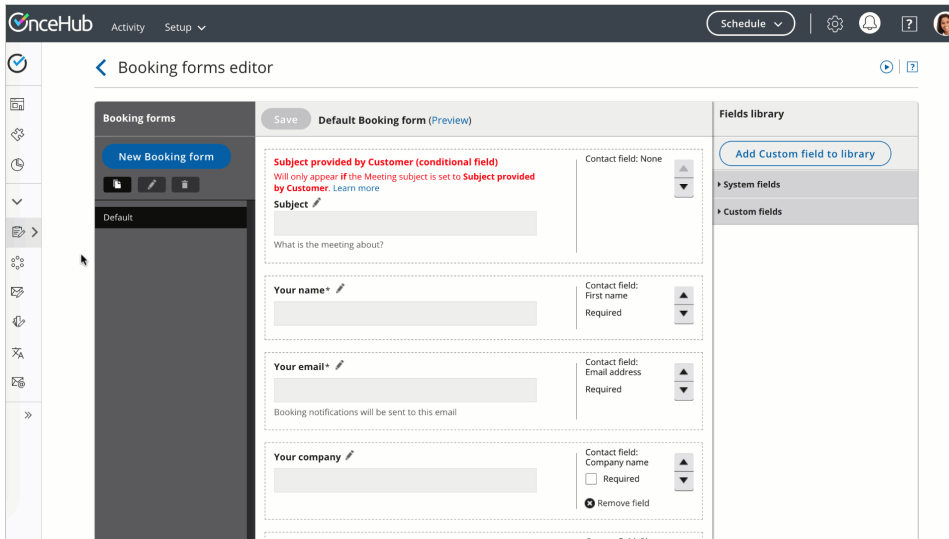 OnceHub
Activity
Setup
Schedule
?
Booking forms editor
?
Booking forms
New Booking form
Default
Save
Default Booking form (Preview)
Subject provided by Customer (conditional field)
Will only appear if the Meeting subject is set to Subject provided
by Customer. Learn more
Subject
What is the meeting about?
Contact field: None
Your name*
Contact field:
First name
Required
Your email*
Booking notifications will be sent to this email
Contact field:
Email address
Required
Your company
Contact field:
Company name
Required
Remove field
Fields library
Add Custom field to library
System fields
Custom fields